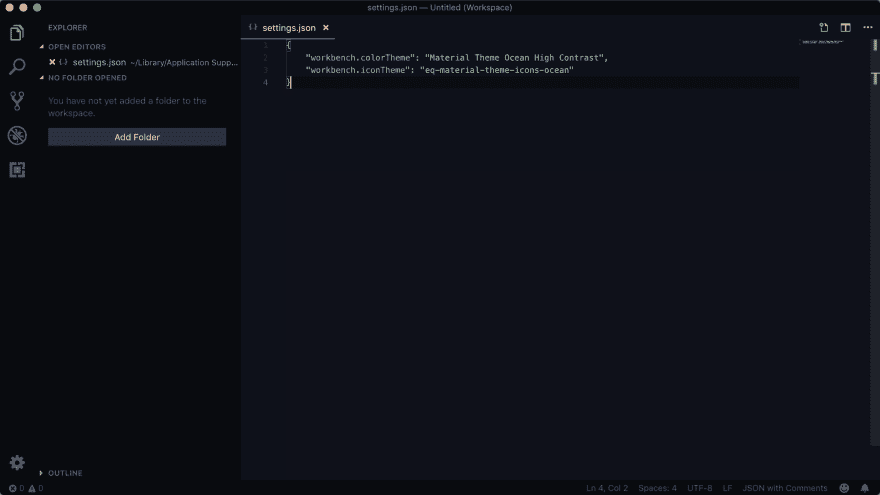 settings.json — Untitled (Workspace)
EXPLORER
OPEN EDITORS
settings.json ~/Library/Application Supp...
NO FOLDER OPENED
You have not yet added a folder to the
workspace.
Add Folder
OUTLINE
{} settings.json
1 {
2 "workbench.colorTheme": "Material Theme Ocean High Contrast",
3 "workbench.iconTheme": "eq-material-theme-icons-ocean"
4 }
0 0
Ln 4, Col 2 Spaces: 4 UTF-8 LF JSON with Comments